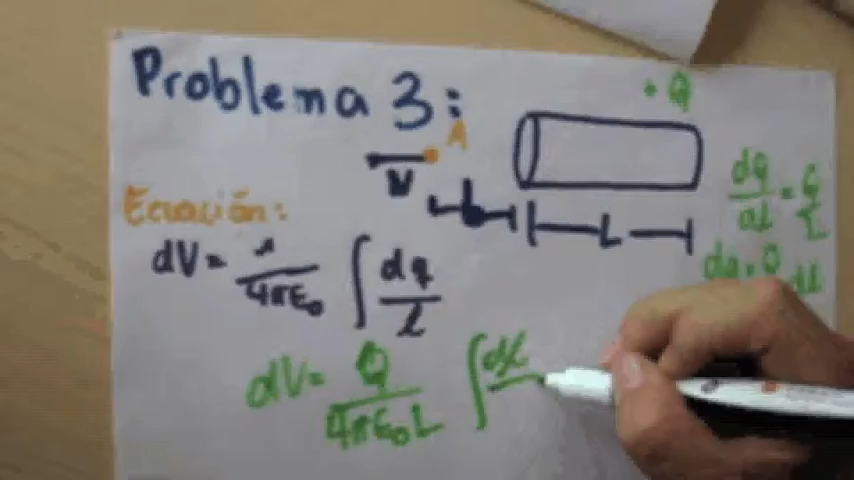 Problema 3:
+ Q
A
V
b
L
dQ/dL = Q/L
dq = Q dL
Ecuación:
dV = 1/4πε₀ ∫ dq/l
dV = Q/4πε₀L ∫ dl